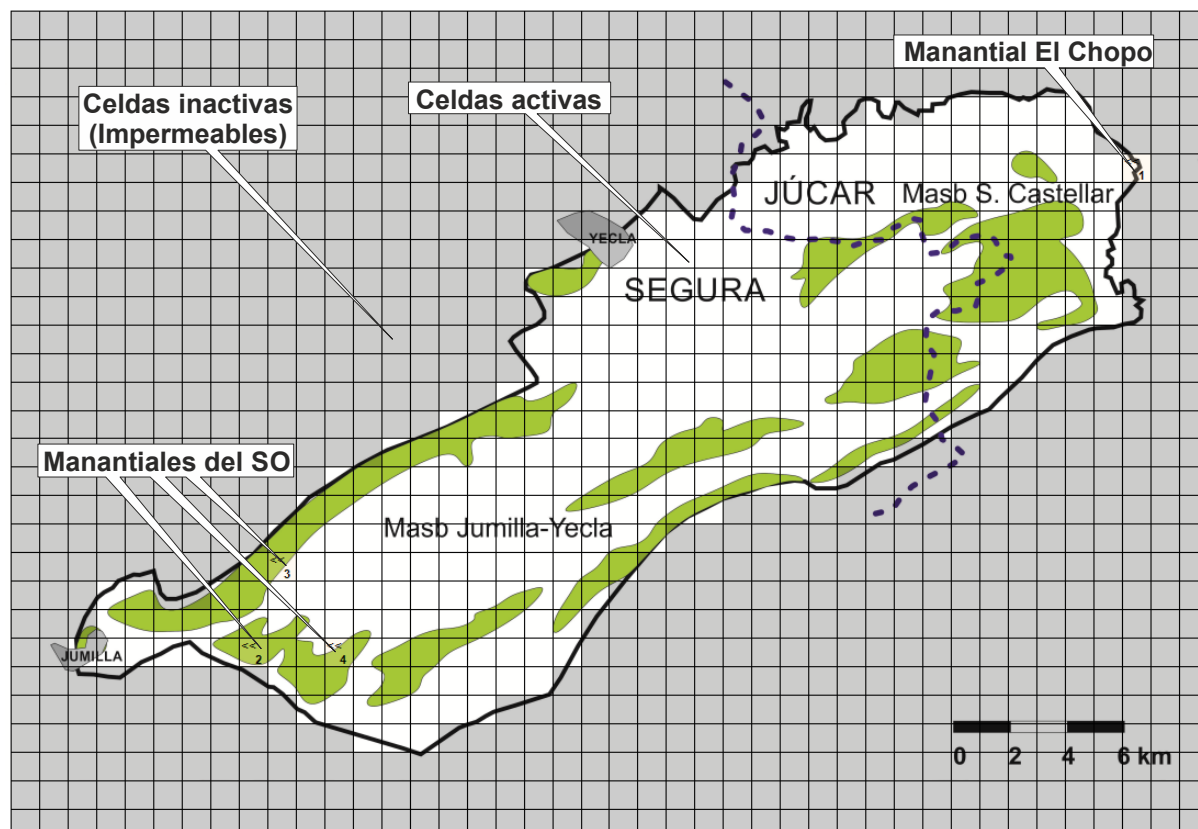 Manantial El Chopo
Celdas inactivas
(Impermeables)
Celdas activas
1
JÚCAR
Masb S. Castellar
YECLA
SEGURA
Manantiales del SO
Masb Jumilla-Yecla
<<
3
<<
2
<<
4
JUMILLA
0 2 4 6 km